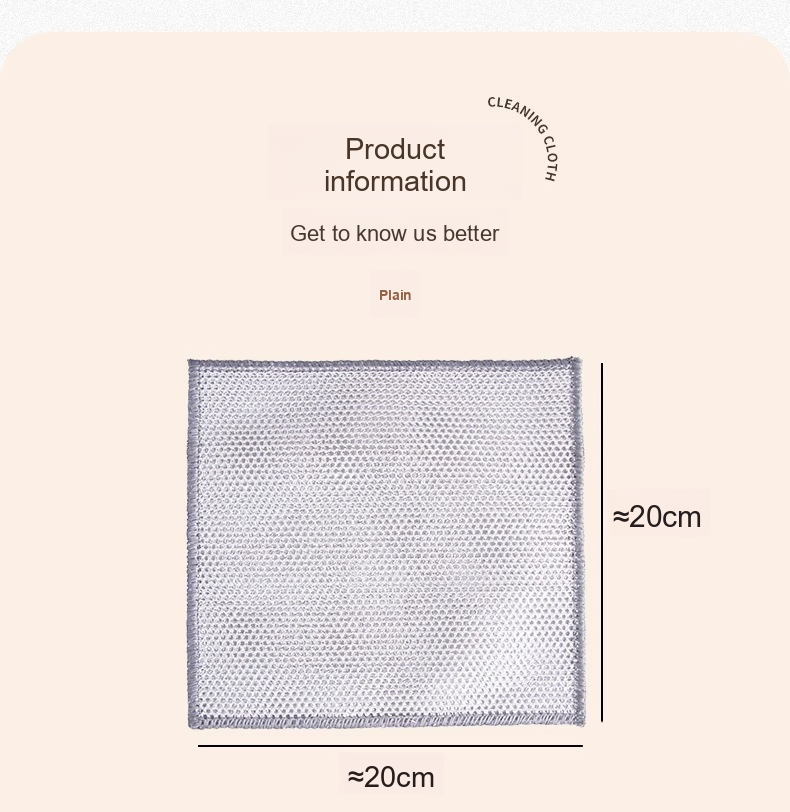 CLEANING CLOTH
Product
information
Get to know us better
Plain
≈20cm
≈20cm